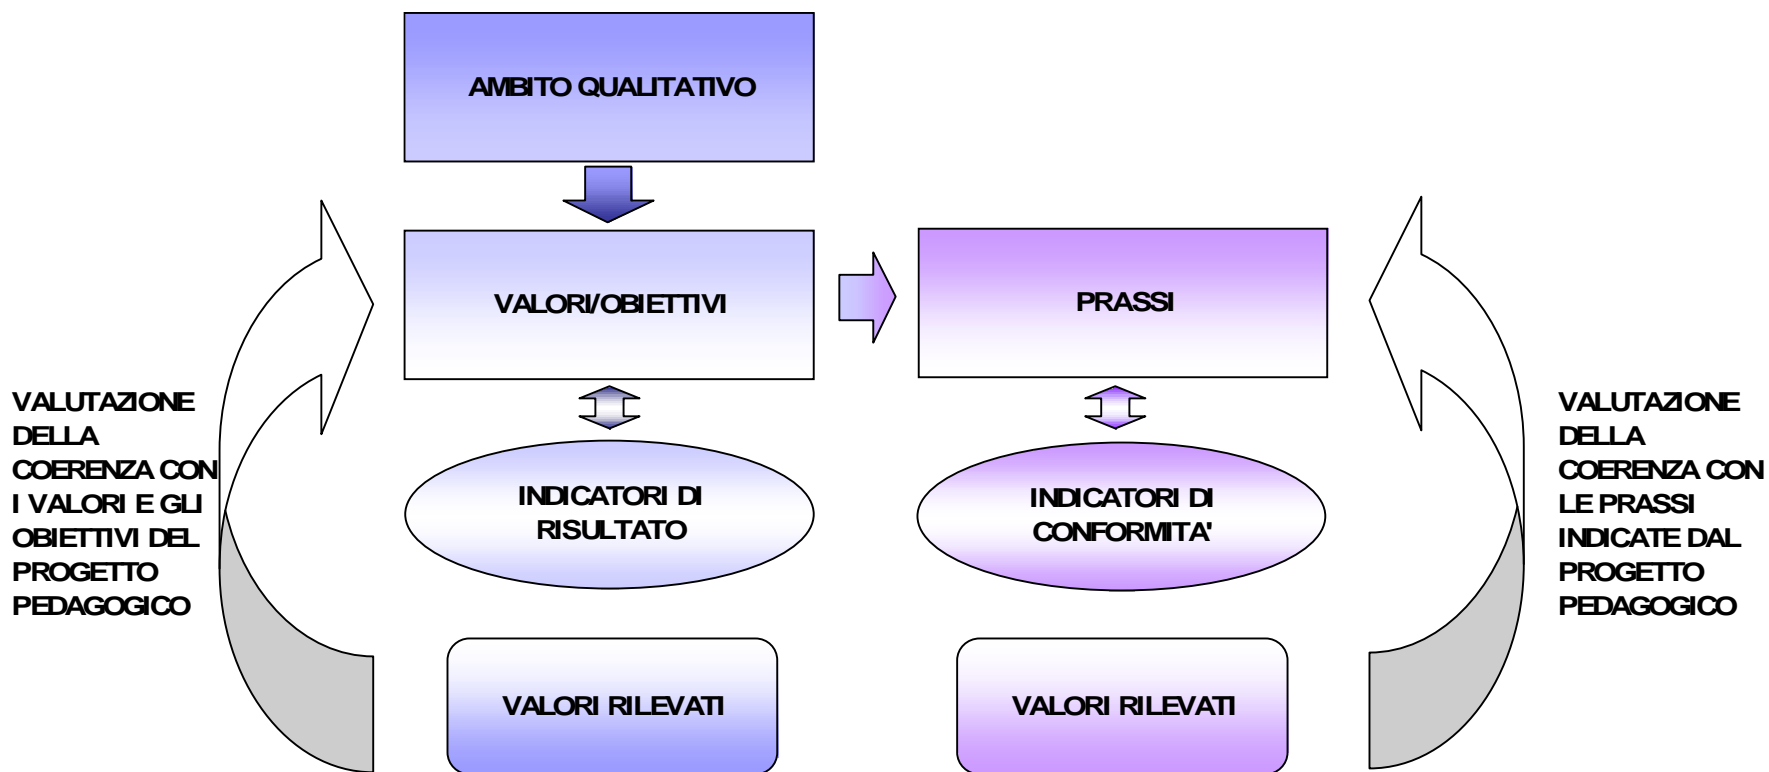 AMBITO QUALITATIVO
VALORI/OBIETTIVI
PRASSI
VALUTAZIONE
DELLA
COERENZA CON
I VALORI E GLI
OBIETTIVI DEL
PROGETTO
PEDAGOGICO
INDICATORI DI
RISULTATO
INDICATORI DI
CONFORMITA'
VALUTAZIONE
DELLA
COERENZA CON
LE PRASSI
INDICATE DAL
PROGETTO
PEDAGOGICO
VALORI RILEVATI
VALORI RILEVATI